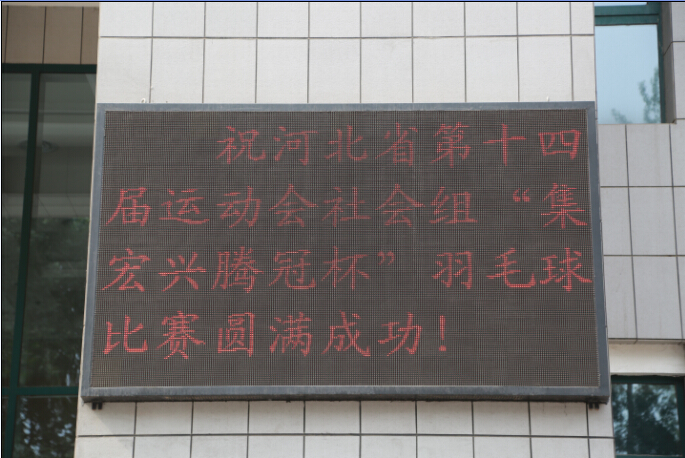 祝河北省第十四
届运动会社会组“集
宏兴腾冠杯”羽毛球
比赛圆满成功！